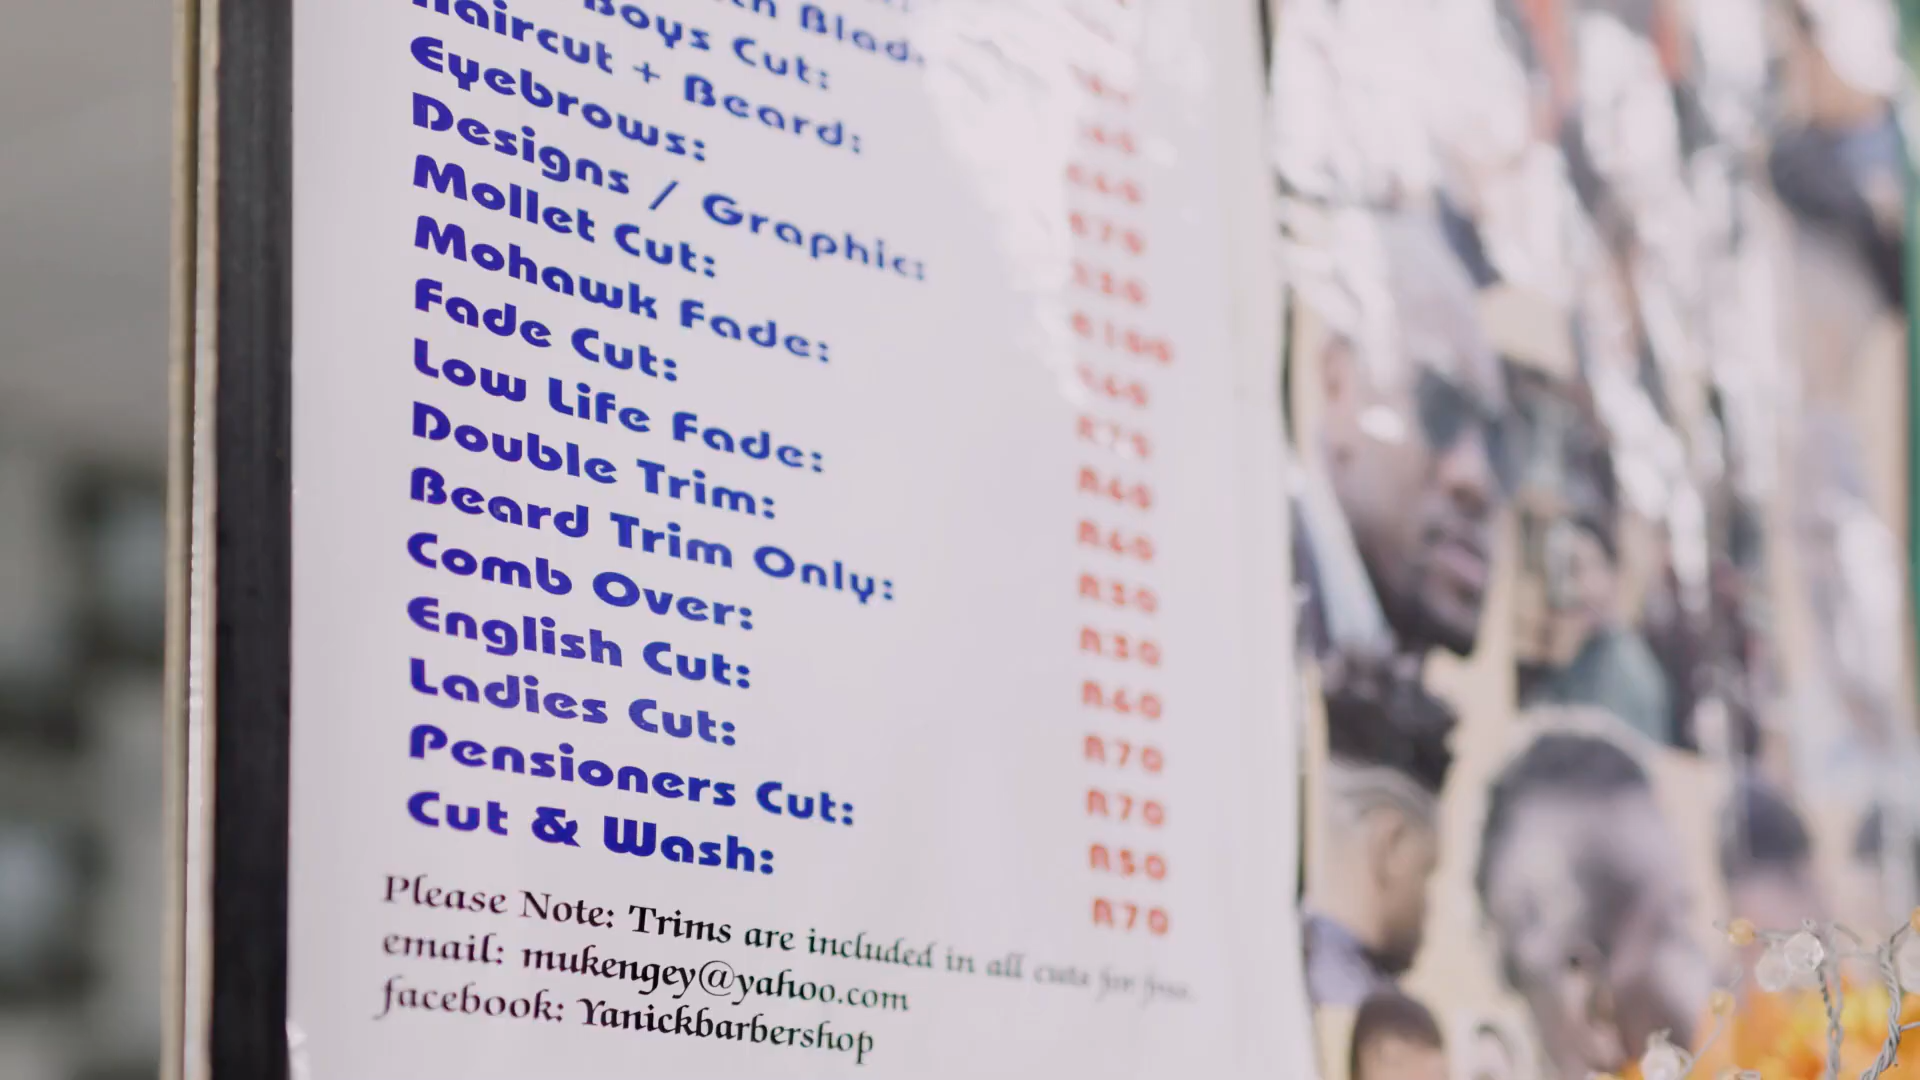 Boys Cut:
Haircut + Beard:
Eyebrows:
Designs / Graphic:
Mollet Cut:
Mohawk Fade: R75
Fade Cut: R60
Low Life Fade: R60
Double Trim: R30
Beard Trim Only: R30
Comb Over: R60
English Cut: R70
Ladies Cut: R70
Pensioners Cut: R50
Cut & Wash: R70
Please Note: Trims are included in all cuts for free.
email: mukengey@yahoo.com
facebook: Yanickbarbershop